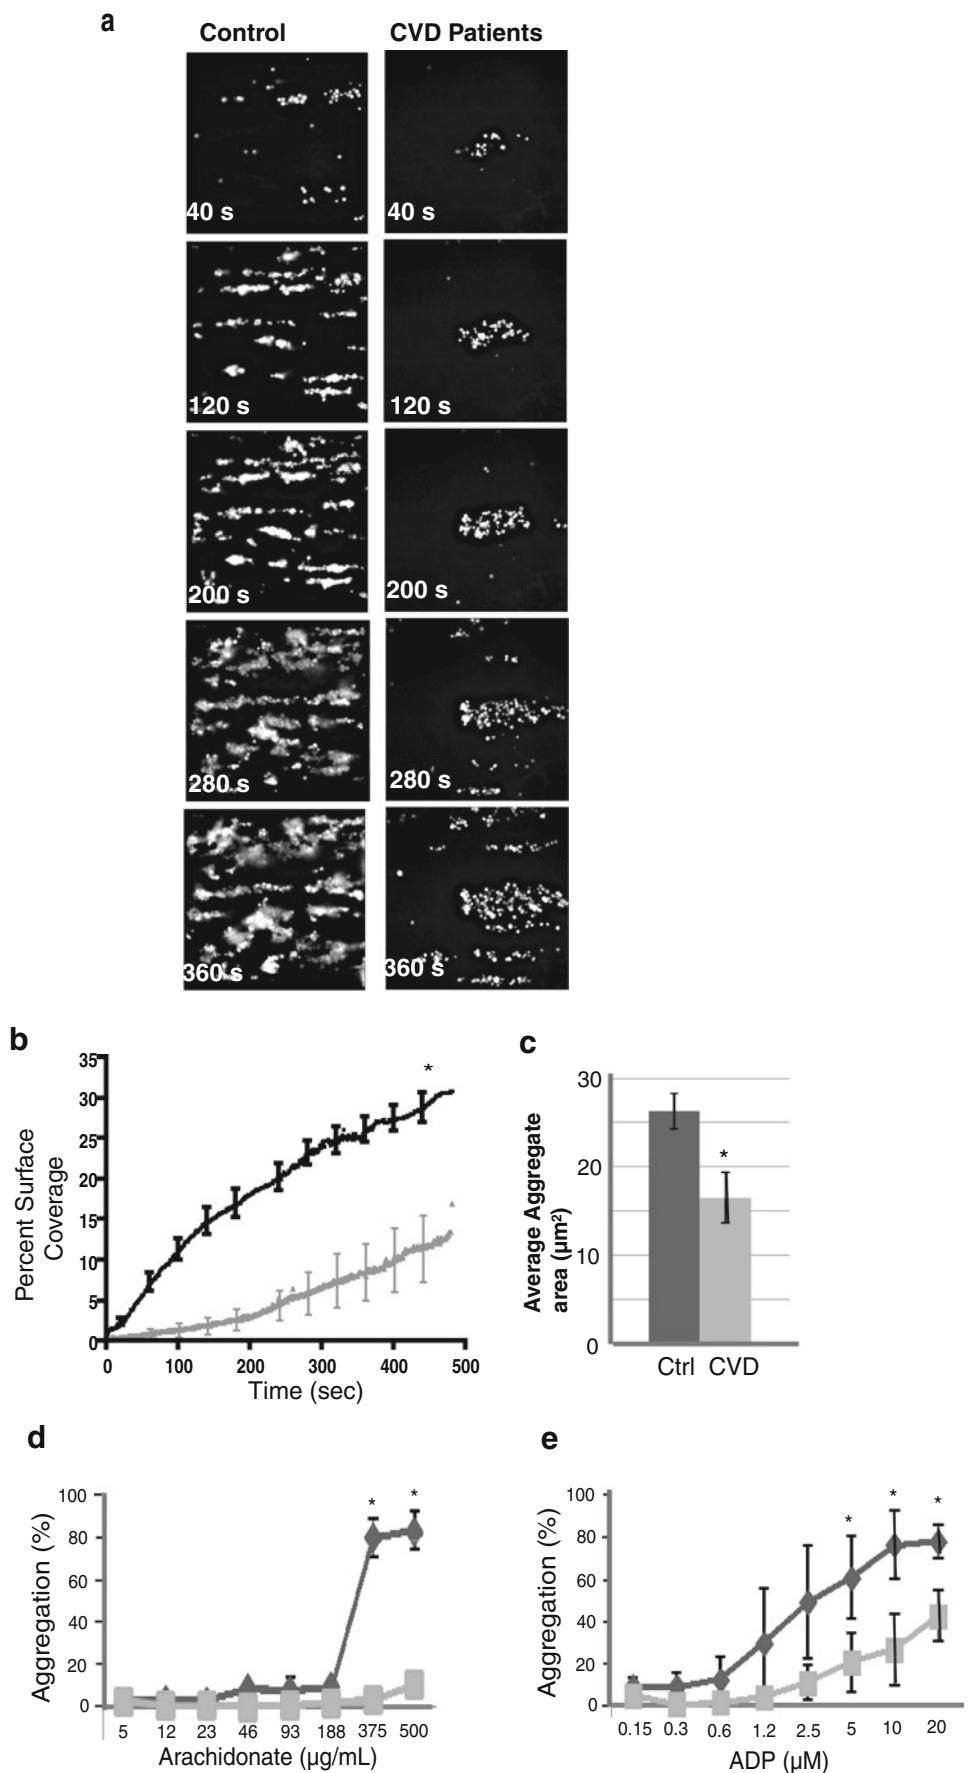 a
Control CVD Patients
40 s 40 s
120 s 120 s
200 s 200 s
280 s 280 s
360 s 360 s
b
Percent Surface
Coverage
35
30
25
20
15
10
5
0
*
0 100 200 300 400 500
Time (sec)
c
Average Aggregate
area (µm²)
30
20
10
0
*
Ctrl CVD
d
Aggregation (%)
100
80
60
40
20
0
* *
5 12 23 46 93 188 375 500
Arachidonate (µg/mL)
e
Aggregation (%)
100
80
60
40
20
0
* * *
0.15 0.3 0.6 1.2 2.5 5 10 20
ADP (µM)